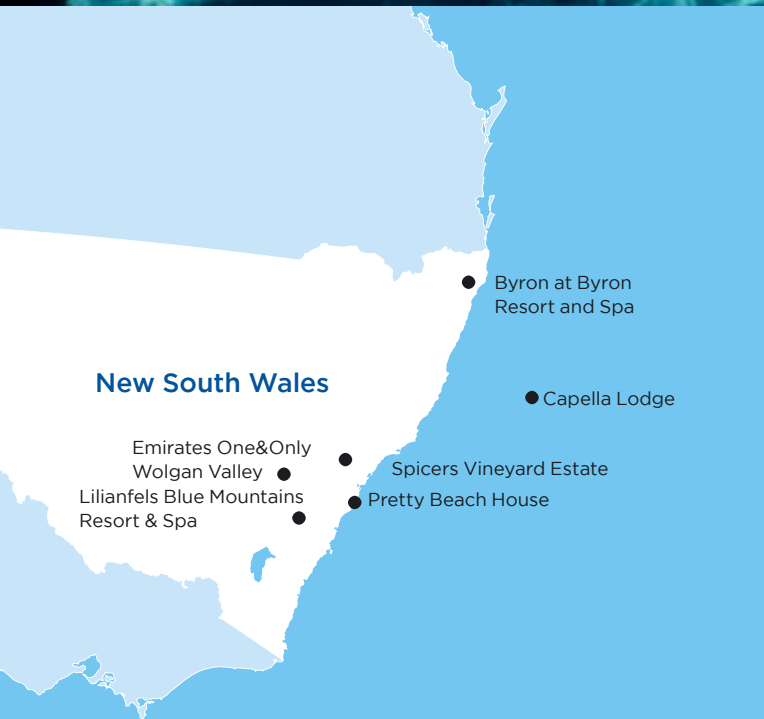 Byron at Byron
Resort and Spa
New South Wales
Capella Lodge
Emirates One&Only
Wolgan Valley
Spicers Vineyard Estate
Lilianfels Blue Mountains
Resort & Spa
Pretty Beach House